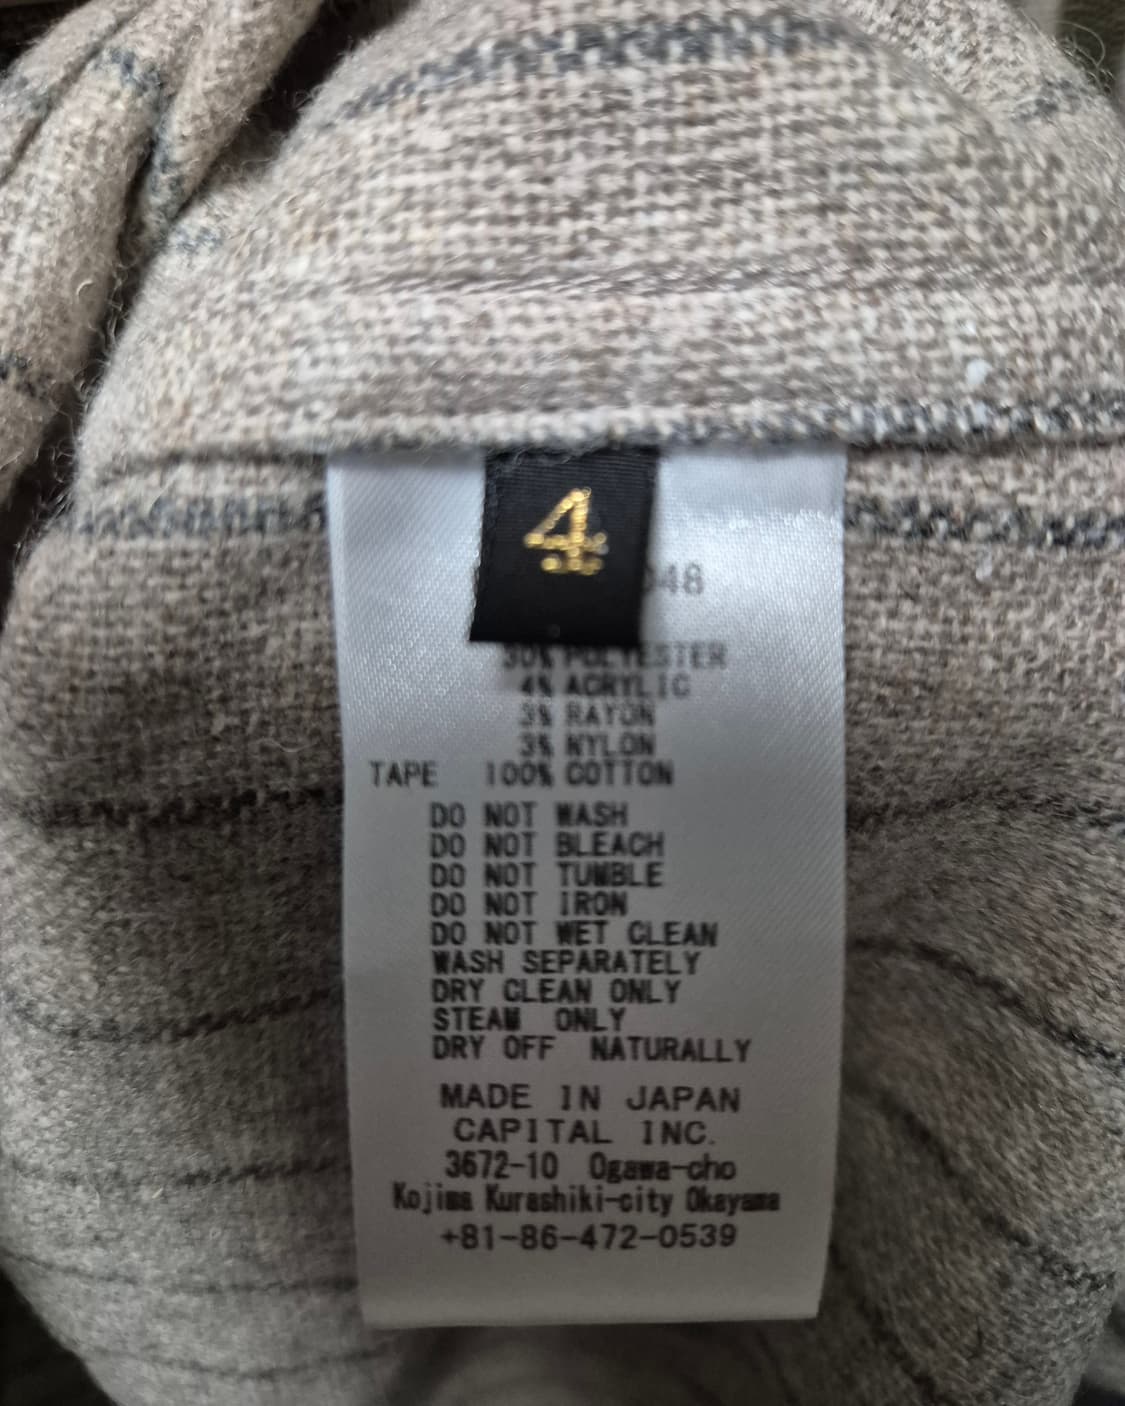 4
48
30% POLYESTER
4% ACRYLIC
3% RAYON
3% NYLON
TAPE 100% COTTON
DO NOT WASH
DO NOT BLEACH
DO NOT TUMBLE
DO NOT IRON
DO NOT WET CLEAN
WASH SEPARATELY
DRY CLEAN ONLY
STEAM ONLY
DRY OFF NATURALLY
MADE IN JAPAN
CAPITAL INC.
3672-10 Ogawa-cho
Kojima Kurashiki-city Okayama
+81-86-472-0539